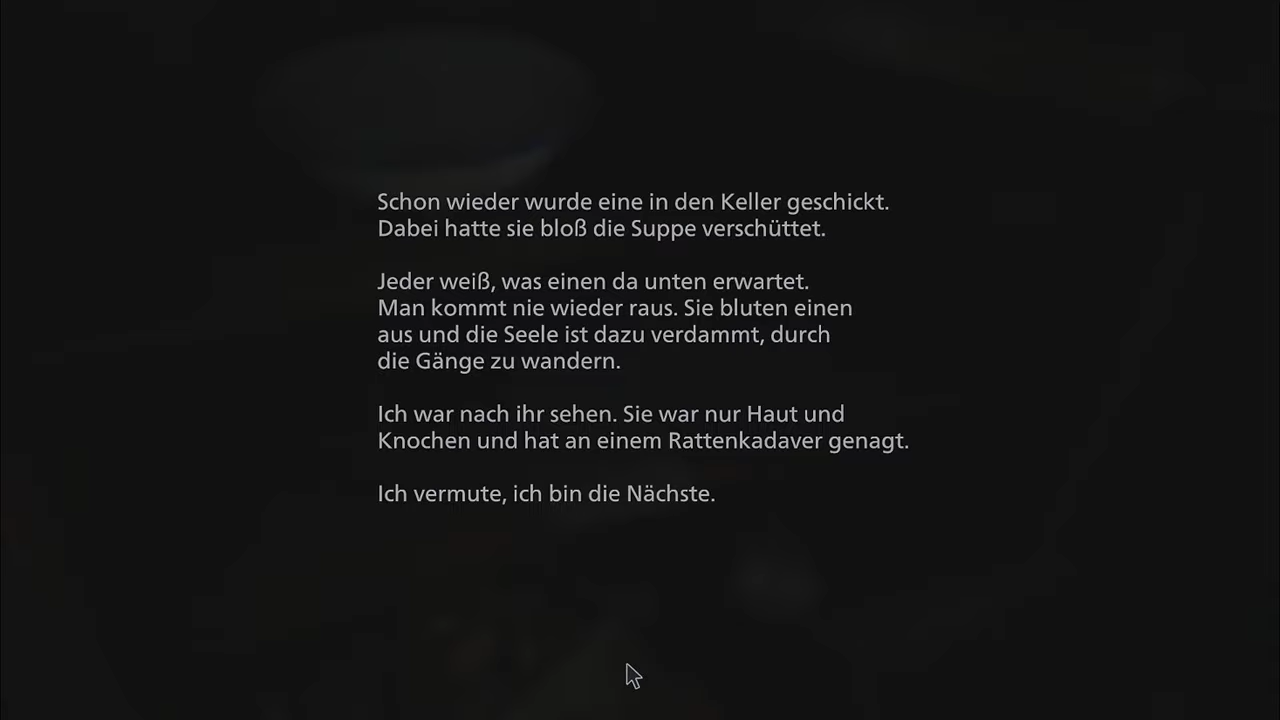 Schon wieder wurde eine in den Keller geschickt.
Dabei hatte sie bloß die Suppe verschüttet.
Jeder weiß, was einen da unten erwartet.
Man kommt nie wieder raus. Sie bluten einen
aus und die Seele ist dazu verdammt, durch
die Gänge zu wandern.
Ich war nach ihr sehen. Sie war nur Haut und
Knochen und hat an einem Rattenkadaver genagt.
Ich vermute, ich bin die Nächste.